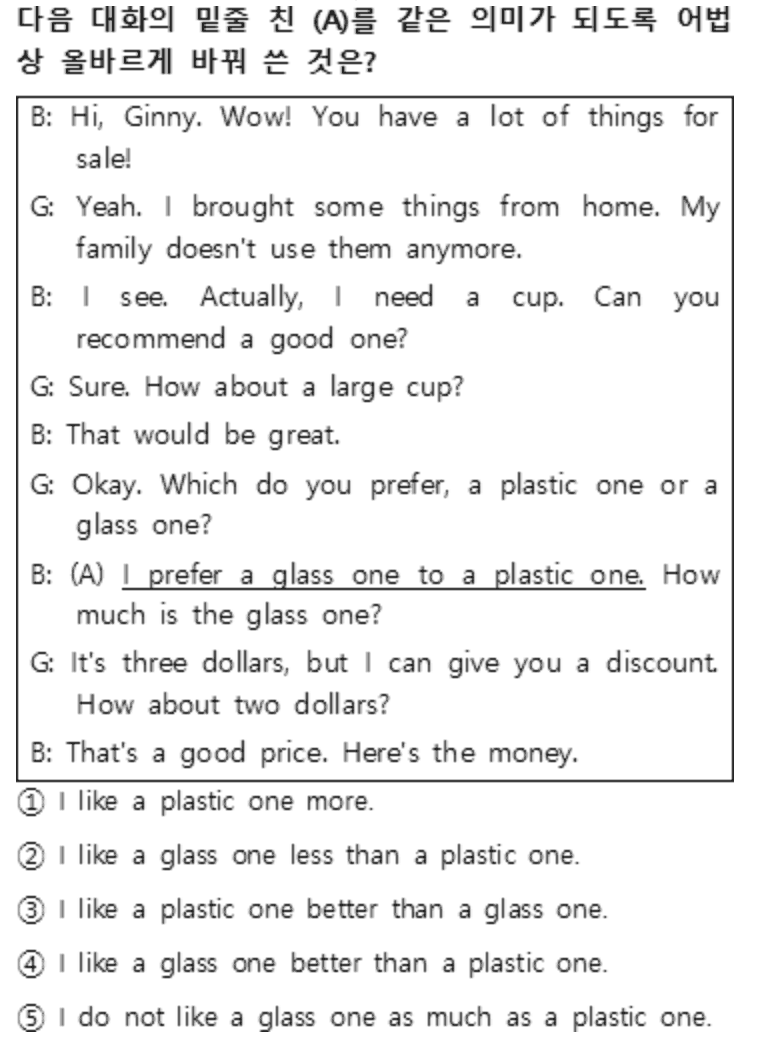 다음 대화의 밑줄 친 (A)를 같은 의미가 되도록 어법
상 올바르게 바꿔 쓴 것은?
B: Hi, Ginny. Wow! You have a lot of things for
sale!
G: Yeah. I brought some things from home. My
family doesn't use them anymore.
B: I see. Actually, I need a cup. Can you
recommend a good one?
G: Sure. How about a large cup?
B: That would be great.
G: Okay. Which do you prefer, a plastic one or a
glass one?
B: (A) I prefer a glass one to a plastic one. How
much is the glass one?
G: It's three dollars, but I can give you a discount.
How about two dollars?
B: That's a good price. Here's the money.
① I like a plastic one more.
② I like a glass one less than a plastic one.
③ I like a plastic one better than a glass one.
④ I like a glass one better than a plastic one.
⑤ I do not like a glass one as much as a plastic one.